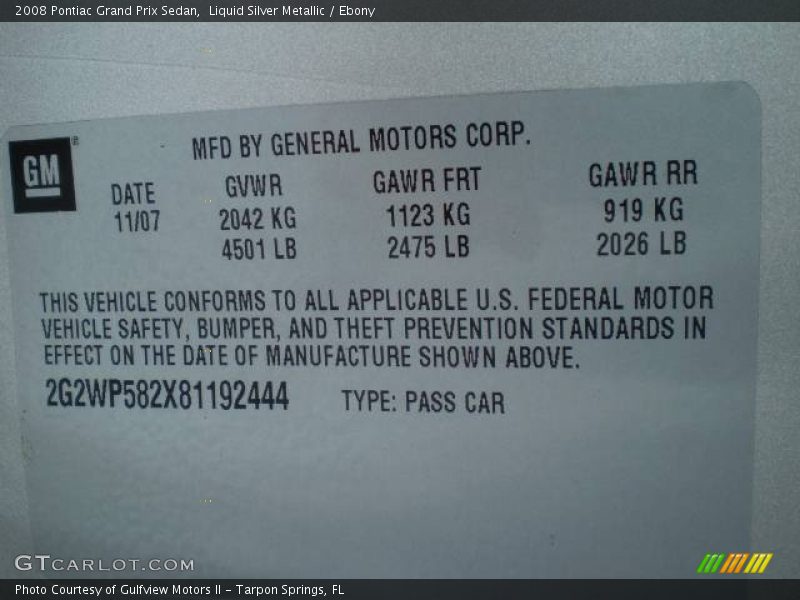 2008 Pontiac Grand Prix Sedan,  Liquid Silver Metallic / Ebony
MFD BY GENERAL MOTORS CORP.
GM ®
DATE GVWR GAWR FRT GAWR RR
11/07 2042 KG 1123 KG 919 KG
4501 LB 2475 LB 2026 LB
THIS VEHICLE CONFORMS TO ALL APPLICABLE U.S. FEDERAL MOTOR
VEHICLE SAFETY, BUMPER, AND THEFT PREVENTION STANDARDS IN
EFFECT ON THE DATE OF MANUFACTURE SHOWN ABOVE.
2G2WP582X81192444 TYPE: PASS CAR
GTCARLOT.COM
Photo Courtesy of Gulfview Motors II – Tarpon Springs, FL